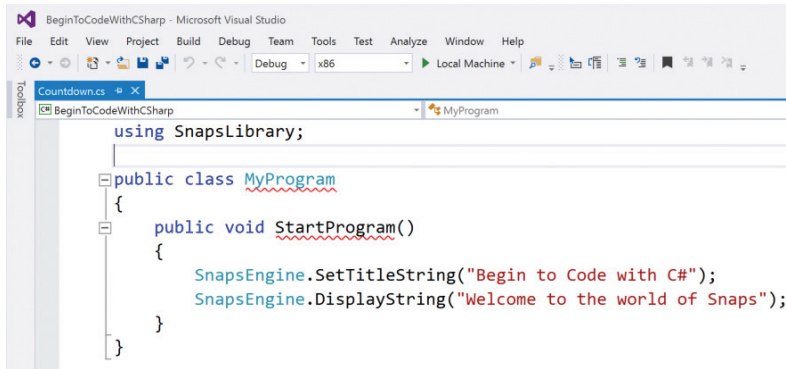 BeginToCodeWithCSharp - Microsoft Visual Studio
File Edit View Project Build Debug Team Tools Test Analyze Window Help
Debug x86 Local Machine
Toolbox
Countdown.cs
C# BeginToCodeWithCSharp MyProgram
using SnapsLibrary;
public class MyProgram
{
public void StartProgram()
{
SnapsEngine.SetTitleString("Begin to Code with C#");
SnapsEngine.DisplayString("Welcome to the world of Snaps");
}
}